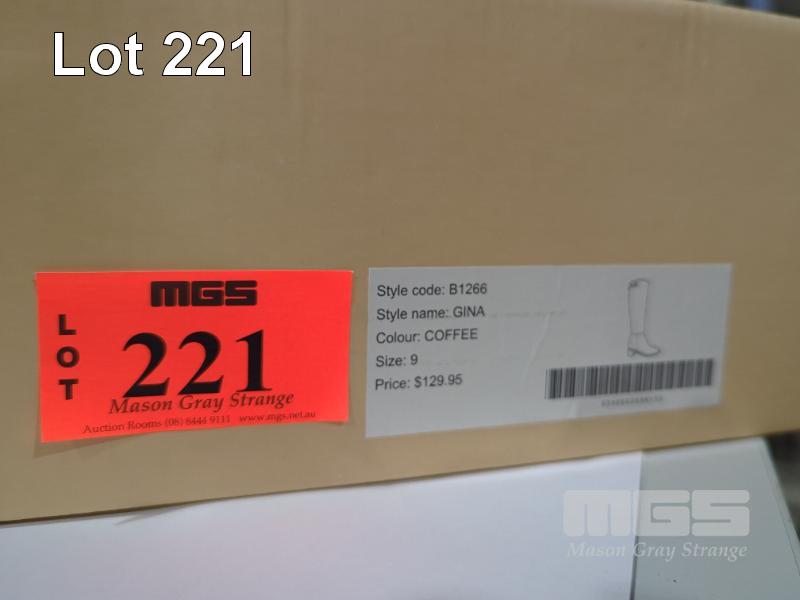 Lot 221
MGS
LOT
221
Mason Gray Strange
Auction Rooms (08) 8444 9111 www.mgs.net.au
Style code: B1266
Style name: GINA
Colour: COFFEE
Size: 9
Price: $129.95
MGS
Mason Gray Strange